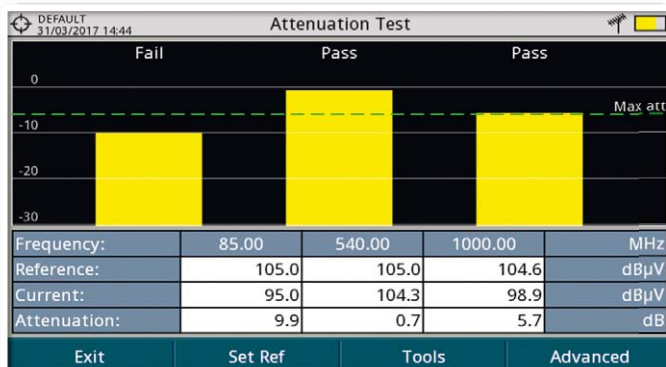 DEFAULT
31/03/2017 14:44
Attenuation Test
Fail Pass Pass
0
Max att
-10
-20
-30
Frequency: 85.00 540.00 1000.00 MHz
Reference: 105.0 105.0 104.6 dBµV
Current: 95.0 104.3 98.9 dBµV
Attenuation: 9.9 0.7 5.7 dB
Exit Set Ref Tools Advanced